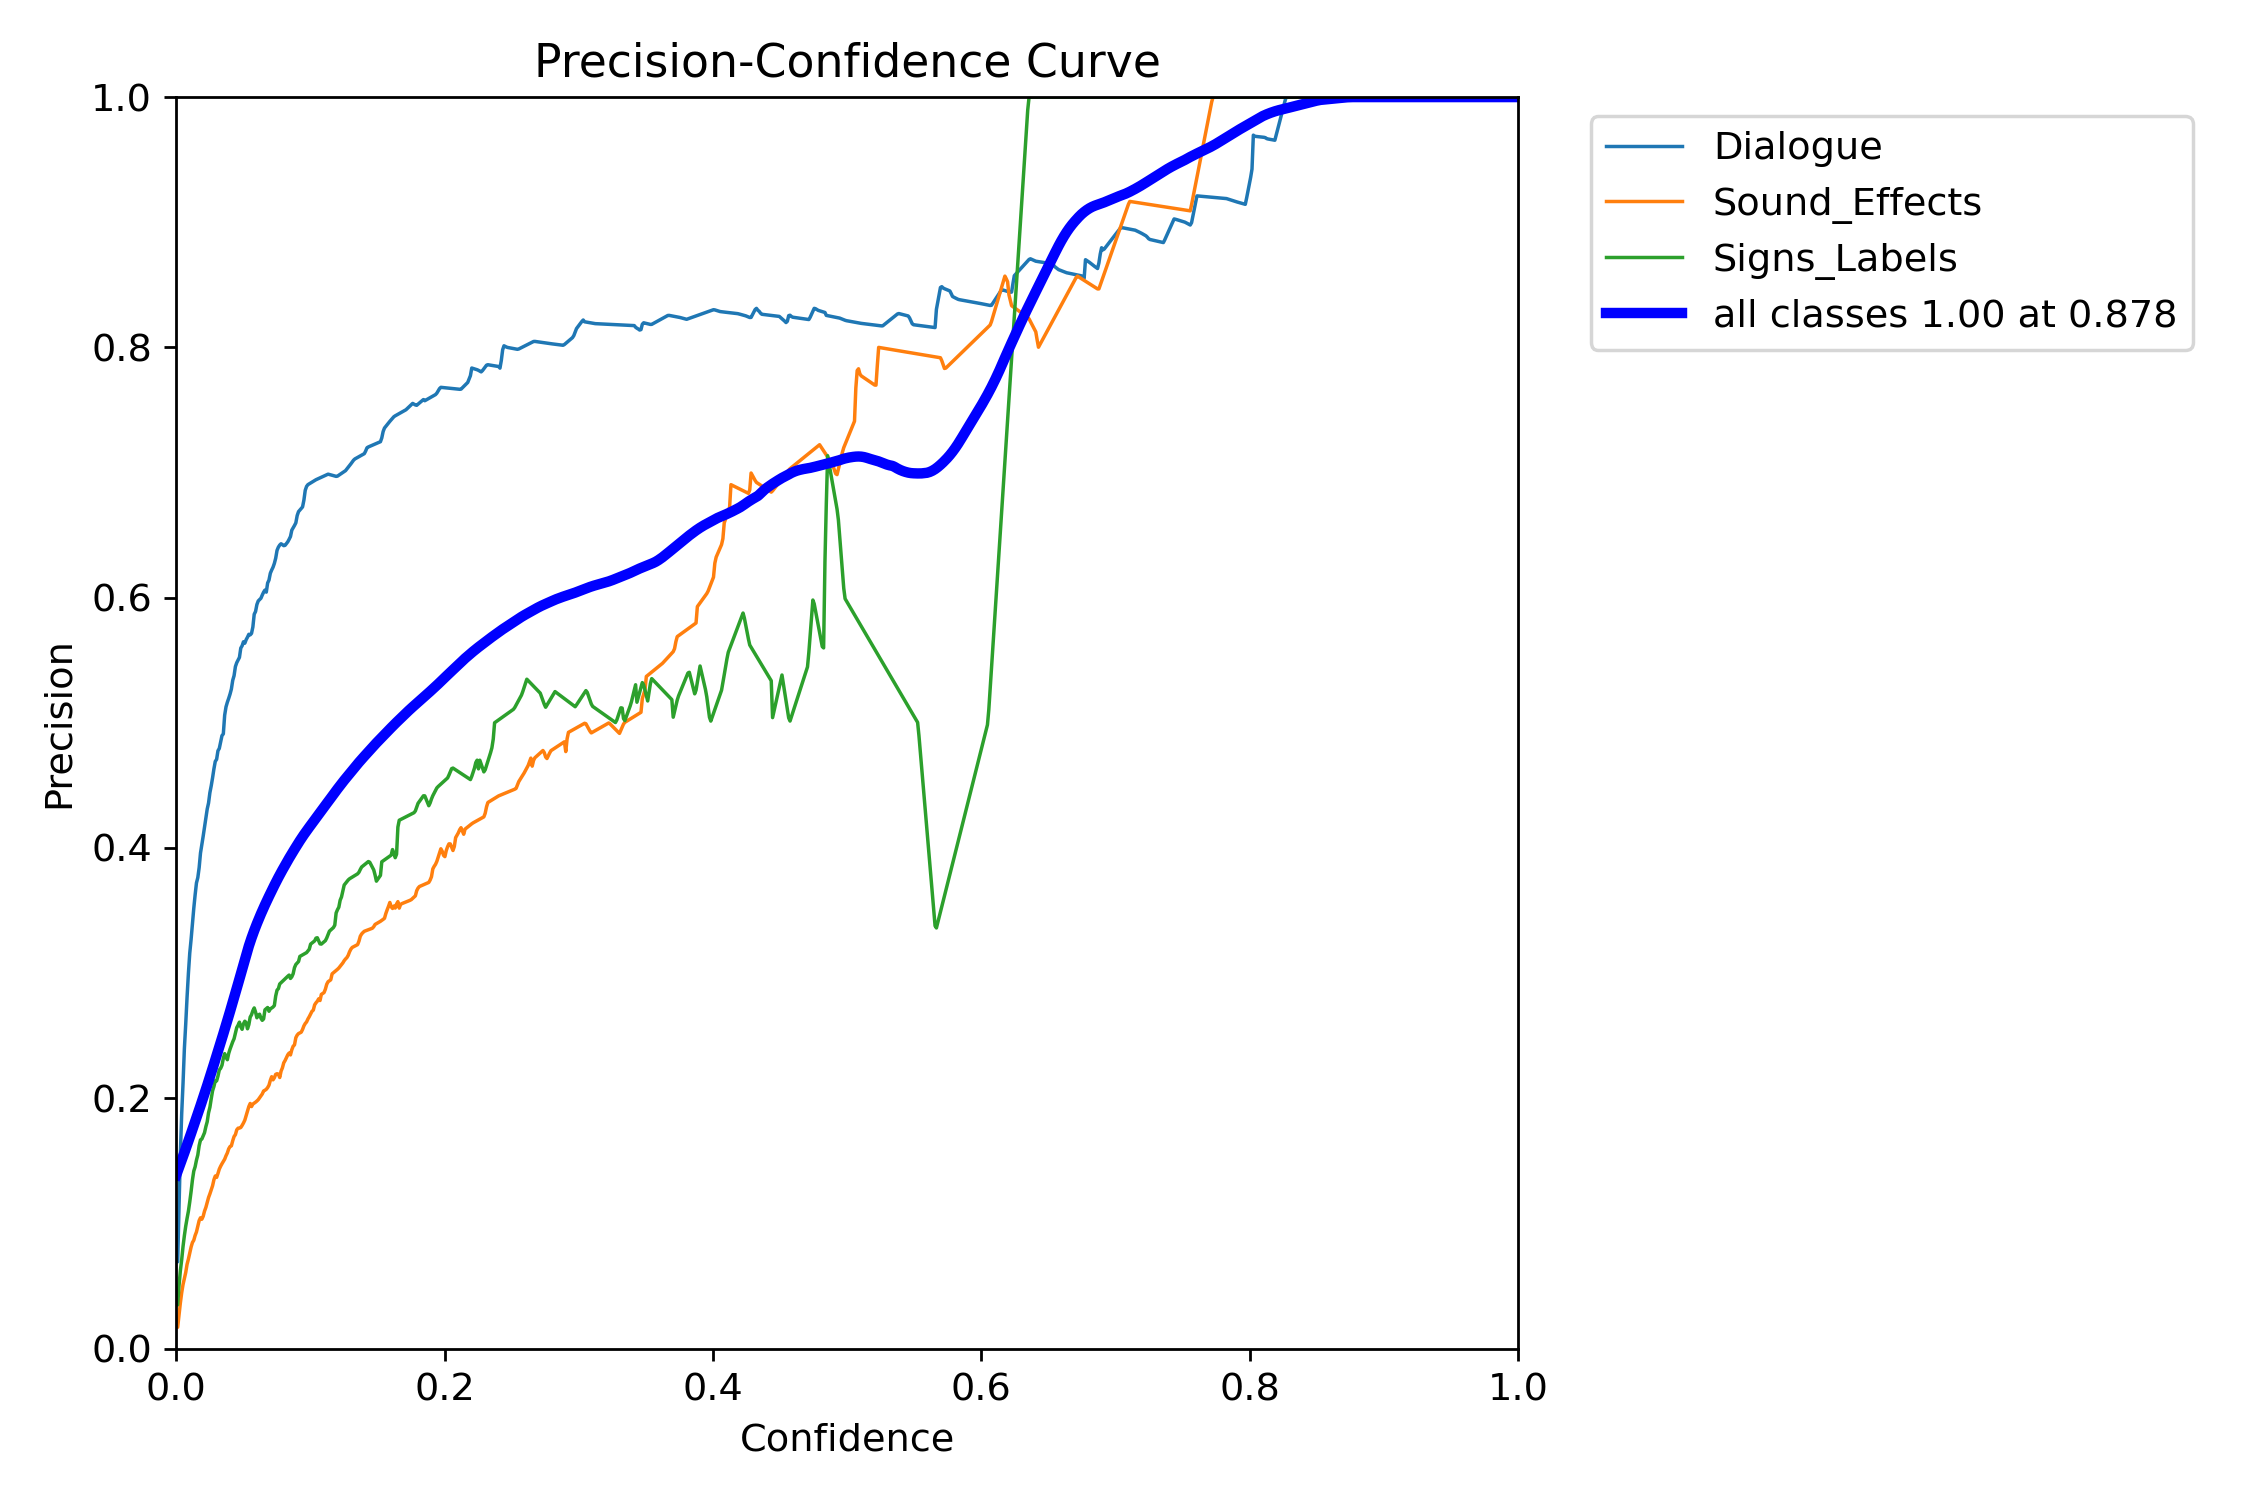 Precision-Confidence Curve
1.0
0.8
0.6
0.4
0.2
0.0
Precision
0.0 0.2 0.4 0.6 0.8 1.0
Confidence
Dialogue
Sound_Effects
Signs_Labels
all classes 1.00 at 0.878